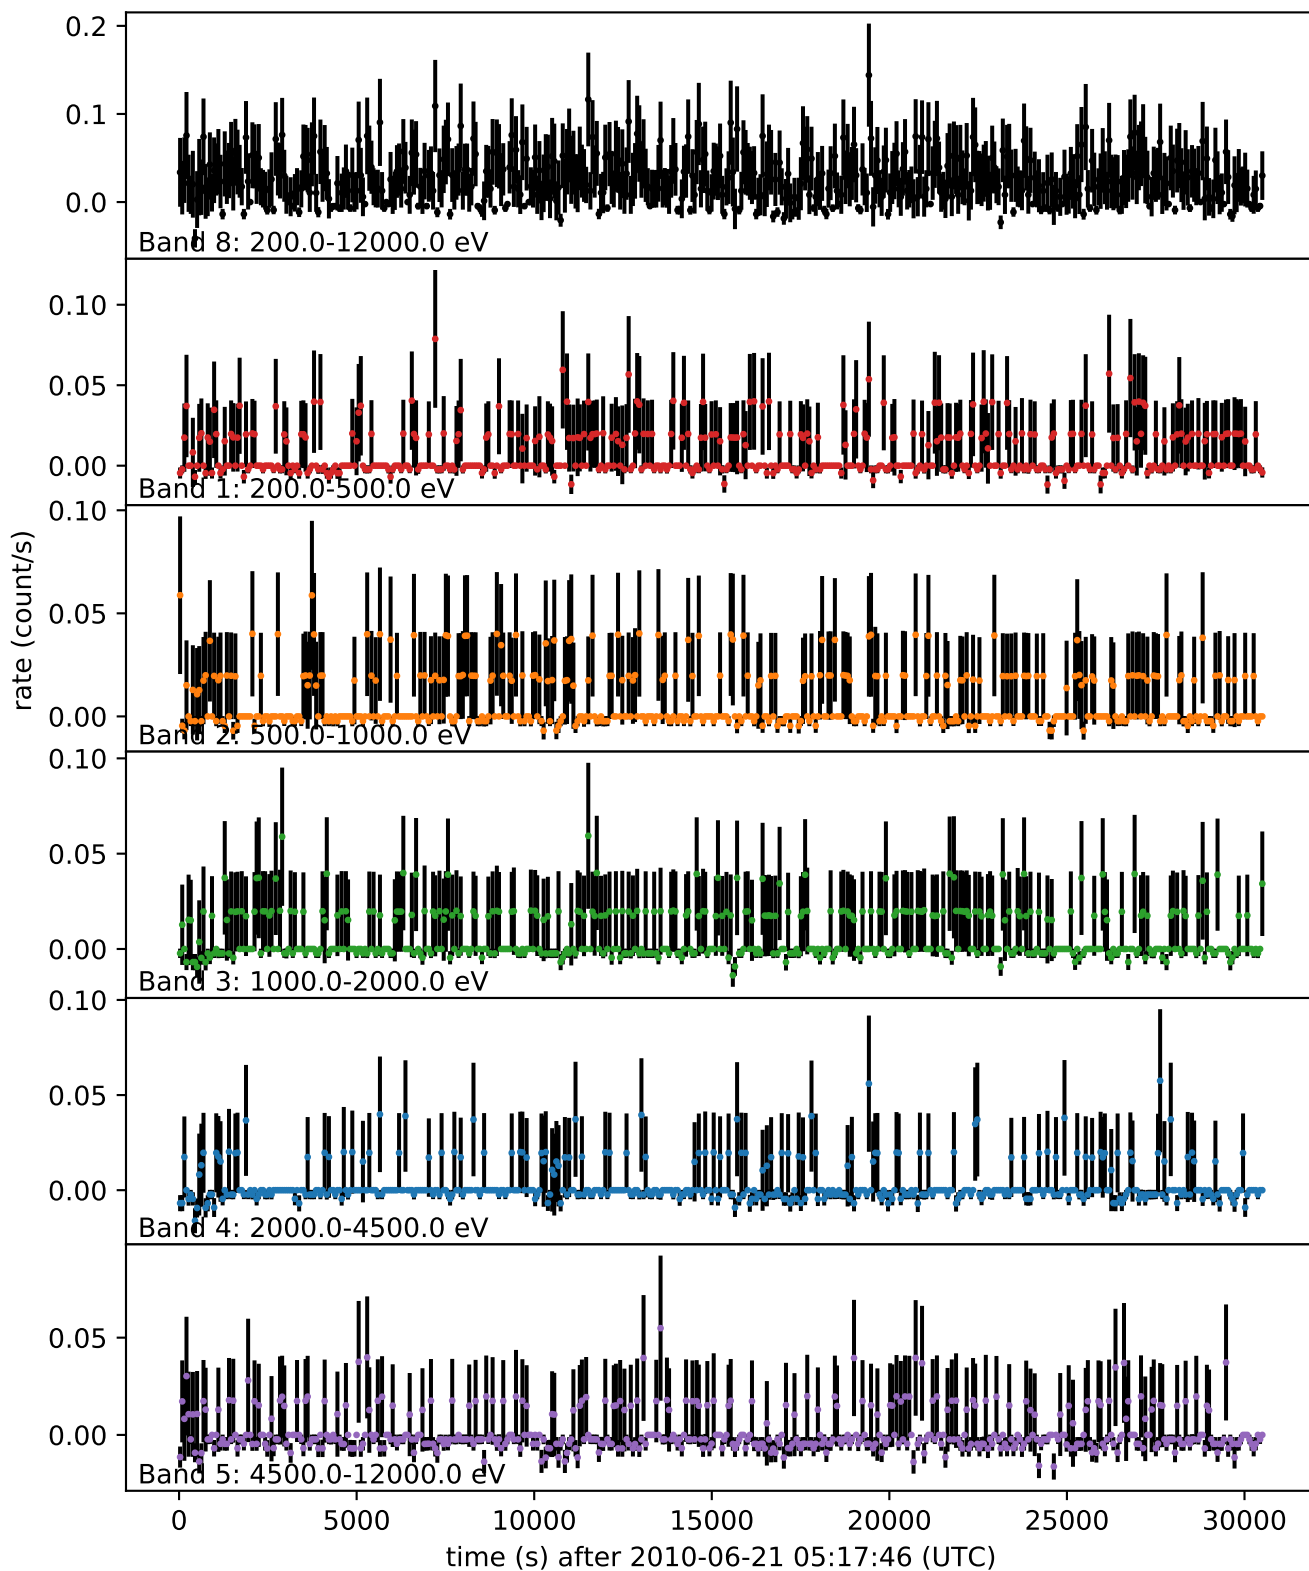 0.2
0.1
0.0
Band 8: 200.0-12000.0 eV
0.10
0.05
0.00
Band 1: 200.0-500.0 eV
0.10
0.05
0.00
Band 2: 500.0-1000.0 eV
rate (count/s)
0.10
0.05
0.00
Band 3: 1000.0-2000.0 eV
0.10
0.05
0.00
Band 4: 2000.0-4500.0 eV
0.05
0.00
Band 5: 4500.0-12000.0 eV
0 5000 10000 15000 20000 25000 30000
time (s) after 2010-06-21 05:17:46 (UTC)